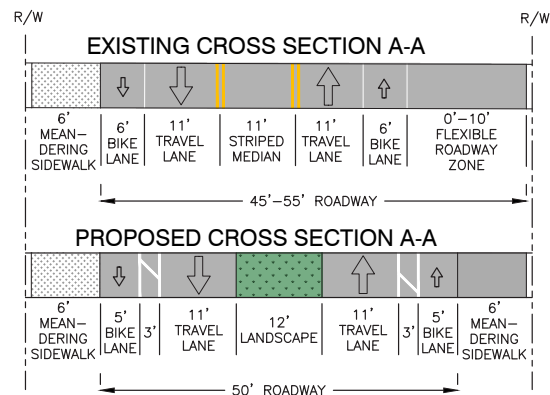 R/W R/W
EXISTING CROSS SECTION A-A
6'
MEAN-
DERING
SIDEWALK
6'
BIKE
LANE
11'
TRAVEL
LANE
11'
STRIPED
MEDIAN
11'
TRAVEL
LANE
6'
BIKE
LANE
0'-10'
FLEXIBLE
ROADWAY
ZONE
45'-55' ROADWAY
PROPOSED CROSS SECTION A-A
6'
MEAN-
DERING
SIDEWALK
5'
BIKE
LANE
3'
11'
TRAVEL
LANE
12'
LANDSCAPE
11'
TRAVEL
LANE
3'
5'
BIKE
LANE
6'
MEAN-
DERING
SIDEWALK
50' ROADWAY